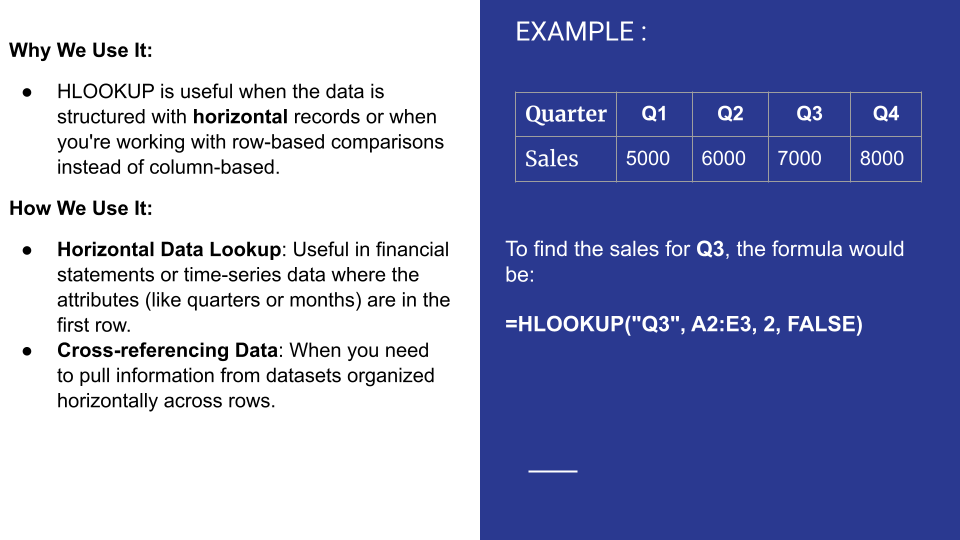 Why We Use It:
● HLOOKUP is useful when the data is
structured with horizontal records or when
you're working with row-based comparisons
instead of column-based.
How We Use It:
● Horizontal Data Lookup: Useful in financial
statements or time-series data where the
attributes (like quarters or months) are in the
first row.
● Cross-referencing Data: When you need
to pull information from datasets organized
horizontally across rows.
EXAMPLE :
Quarter Q1 Q2 Q3 Q4
Sales 5000 6000 7000 8000
To find the sales for Q3, the formula would
be:
=HLOOKUP("Q3", A2:E3, 2, FALSE)